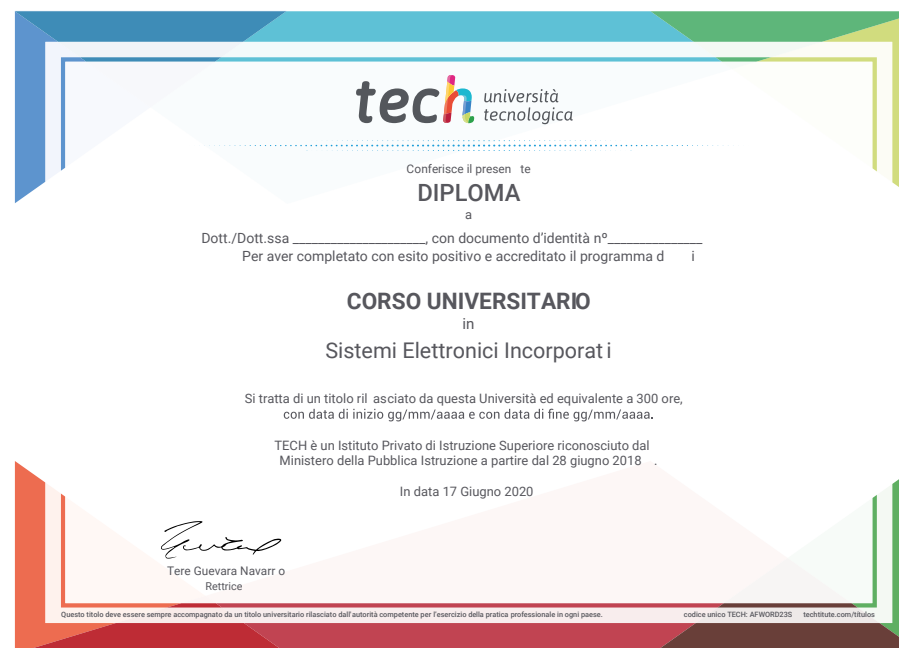 tech università
tecnologica
Conferisce il presen te
DIPLOMA
a
Dott./Dott.ssa _____________________, con documento d'identità nº_______________
Per aver completato con esito positivo e accreditato il programma d i
CORSO UNIVERSITARIO
in
Sistemi Elettronici Incorporat i
Si tratta di un titolo ril asciato da questa Università ed equivalente a 300 ore,
con data di inizio gg/mm/aaaa e con data di fine gg/mm/aaaa.
TECH è un Istituto Privato di Istruzione Superiore riconosciuto dal
Ministero della Pubblica Istruzione a partire dal 28 giugno 2018 .
In data 17 Giugno 2020
Tere Guevara Navarr o
Rettrice
Questo titolo deve essere sempre accompagnato da un titolo universitario rilasciato dall'autorità competente per l'esercizio della pratica professionale in ogni paese. codice unico TECH: AFWORD23S techtitute.com/titulos